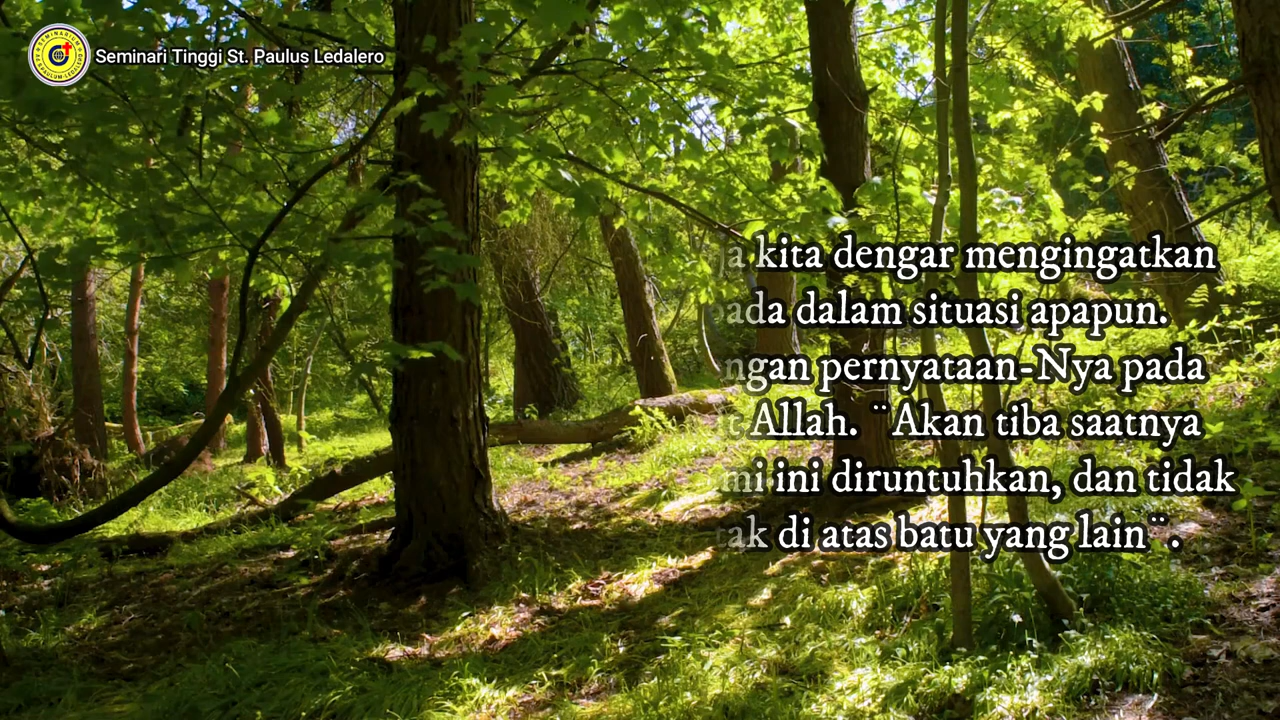 Seminari Tinggi St. Paulus Ledalero
kita dengar mengingatkan
dalam situasi apapun.
pernyataan-Nya pada
Allah. ¨Akan tiba saatnya
ini diruntuhkan, dan tidak
di atas batu yang lain¨.